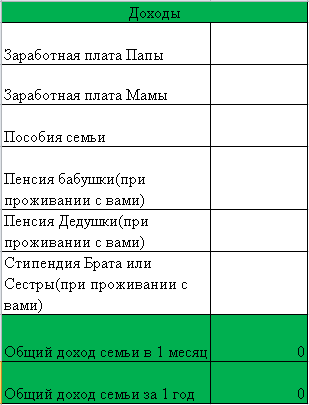 Доходы
Заработная плата Папы
Заработная плата Мамы
Пособия семьи
Пенсия бабушки(при
проживании с вами)
Пенсия Дедушки(при
проживании с вами)
Стипендия Брата или
Сестры(при проживании с
вами)
Общий доход семьи в 1 месяц 0
Общий доход семьи за 1 год 0